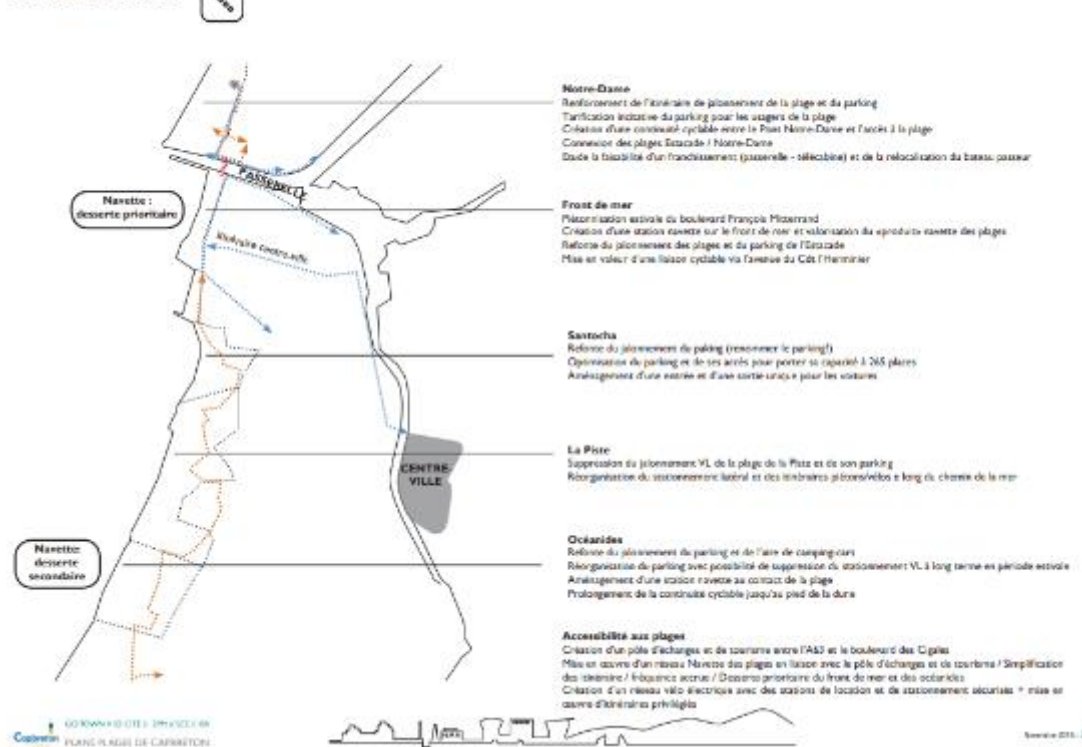 Notre-Dame
Renforcement de l'itinéraire de jalonnement de la plage et du parking
Tarification incitative du parking pour les usagers de la plage
Création d'une continuité cyclable entre le Pont Notre-Dame et l'accès à la plage
Connexion des plages Estacade / Notre-Dame
Etude la faisabilité d'un franchissement (passerelle - télécabine) et de la relocalisation du bateau passeur
PASSERELLE
Navette :
desserte prioritaire
Front de mer
Piétonnisation estivale du boulevard François Mitterrand
Création d'une station navette sur le front de mer et valorisation du «produit» navette des plages
Refonte du jalonnement des plages et du parking de l'Estacade
Mise en valeur d'une liaison cyclable via l'avenue du Cdt l'Herminier
Itinéraire centre-ville
Santocha
Refonte du jalonnement du paking (renommer le parking?)
Optimisation du parking et de ses accès pour porter sa capacité à 265 places
Aménagement d'une entrée et d'une sortie unique pour les voitures
La Piste
Suppression du jalonnement VL de la plage de la Piste et de son parking
Réorganisation du stationnement latéral et des itinéraires piétons/vélos e long du chemin de la mer
CENTRE-
VILLE
Navette:
desserte
secondaire
Océanides
Refonte du jalonnement du parking et de l'aire de camping-cars
Réorganisation du parking avec possibilité de suppression du stationnement VL à long terme en période estivale
Aménagement d'une station navette au contact de la plage
Prolongement de la continuité cyclable jusqu'au pied de la dune
Accessibilité aux plages
Création d'un pôle d'échanges et de tourisme entre l'A63 et le boulevard des Cigales
Mise en œuvre d'un réseau Navette des plages en liaison avec le pôle d'échanges et de tourisme / Simplification
des itinéraire / fréquence accrue / Desserte prioritaire du front de mer et des océanides
Création d'un réseau vélo électrique avec des stations de location et de stationnement sécurisés + mise en
œuvre d'itinéraires privilégiés
Capbreton
PLANS PLAGES DE CAPBRETON